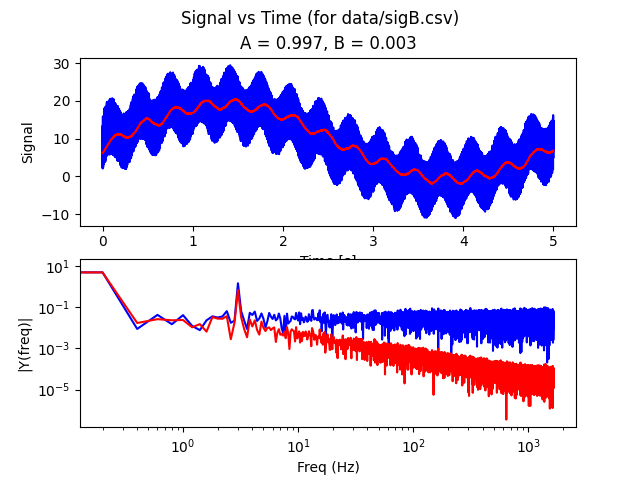 Signal vs Time (for data/sigB.csv)
A = 0.997, B = 0.003
30
20
10
0
−10
Signal
0 1 2 3 4 5
Time [s]
10¹
10⁻¹
10⁻³
10⁻⁵
|Y(freq)|
10⁰ 10¹ 10² 10³
Freq (Hz)